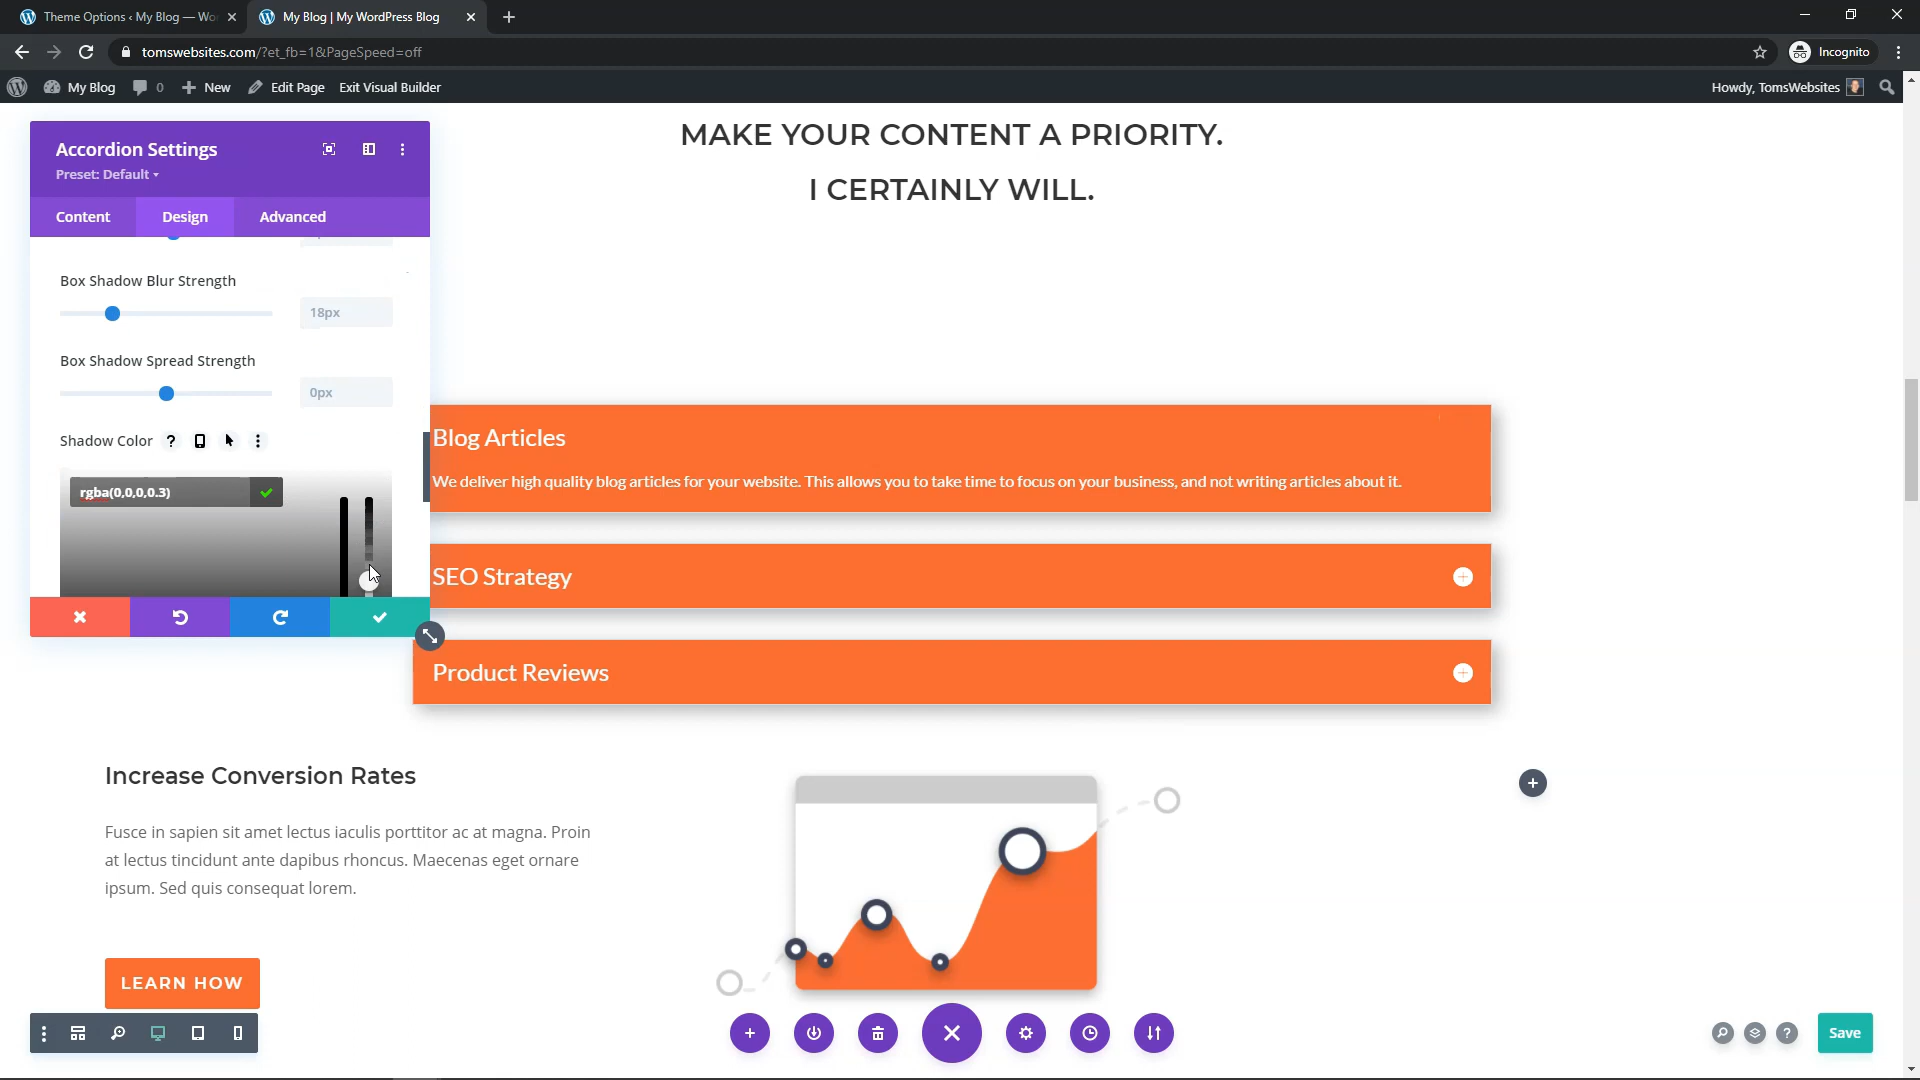 Theme Options ‹ My Blog — Wo
My Blog | My WordPress Blog
tomswebsites.com/?et_fb=1&PageSpeed=off
Incognito
My Blog
0
New
Edit Page
Exit Visual Builder
Howdy, TomsWebsites
MAKE YOUR CONTENT A PRIORITY.
I CERTAINLY WILL.
Accordion Settings
Preset: Default
Content
Design
Advanced
Box Shadow Blur Strength
18px
Box Shadow Spread Strength
0px
Shadow Color
rgba(0,0,0,0.3)
Blog Articles
We deliver high quality blog articles for your website. This allows you to take time to focus on your business, and not writing articles about it.
SEO Strategy
Product Reviews
Increase Conversion Rates
Fusce in sapien sit amet lectus iaculis porttitor ac at magna. Proin
at lectus tincidunt ante dapibus rhoncus. Maecenas eget ornare
ipsum. Sed quis consequat lorem.
LEARN HOW
Save